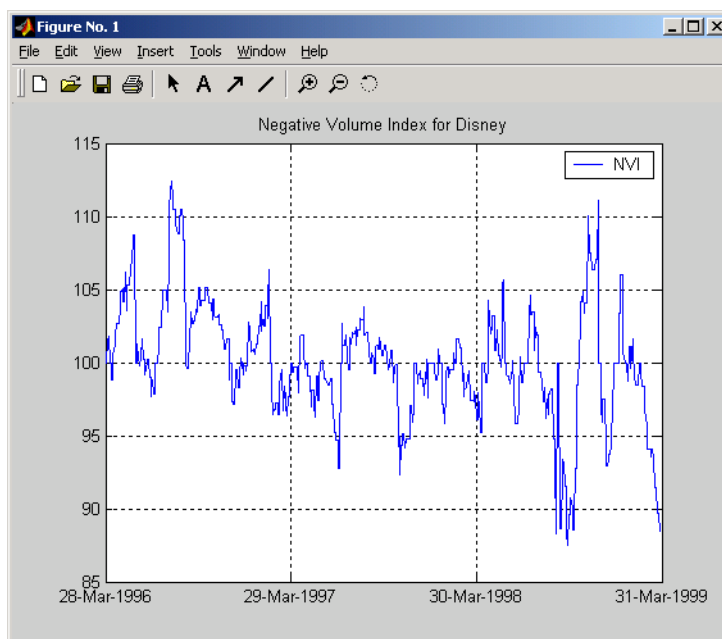 Figure No. 1
File Edit View Insert Tools Window Help
A
Negative Volume Index for Disney
NVI
115
110
105
100
95
90
85
28-Mar-1996 29-Mar-1997 30-Mar-1998 31-Mar-1999